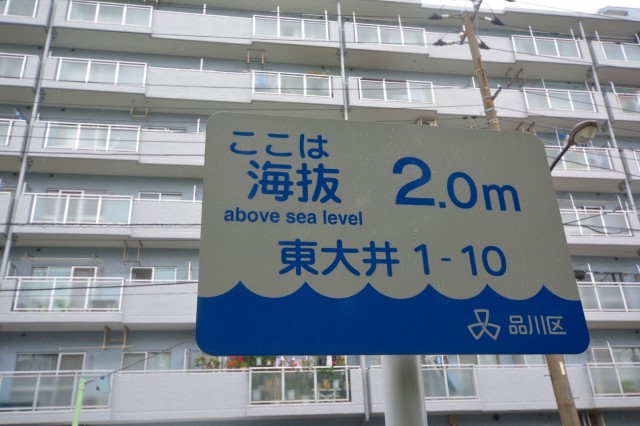 ここは
海抜 2.0m
above sea level
東大井 1-10
品川区